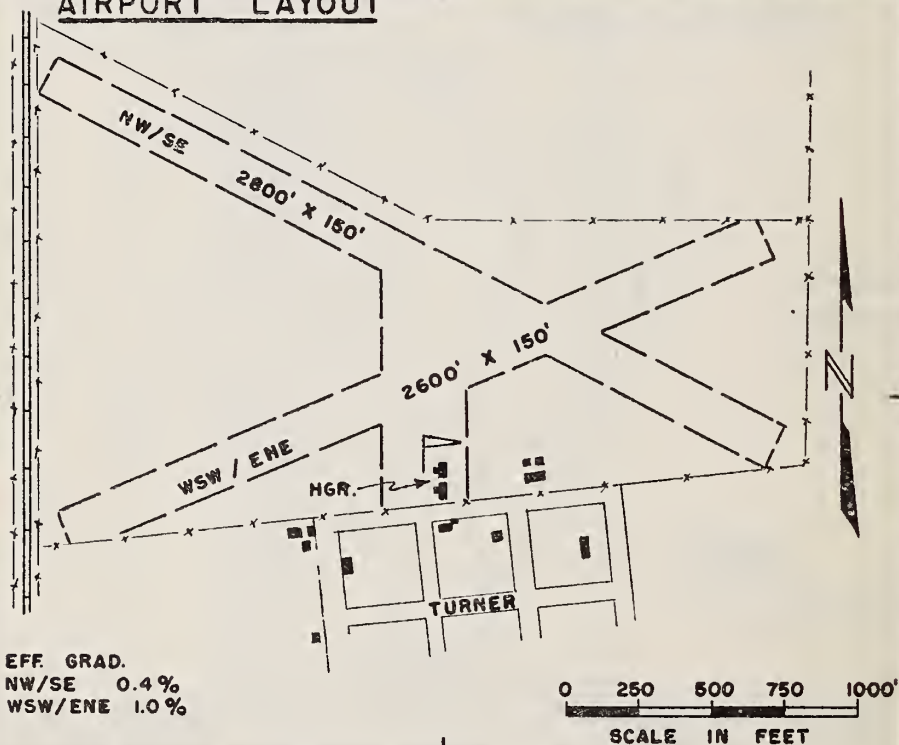 AIRPORT LAYOUT
NW/SE
2800' X 150'
2600' X 150'
WSW / ENE
HGR.
N
TURNER
EFF. GRAD.
NW/SE 0.4%
WSW/ENE 1.0%
0 250 500 750 1000'
SCALE IN FEET